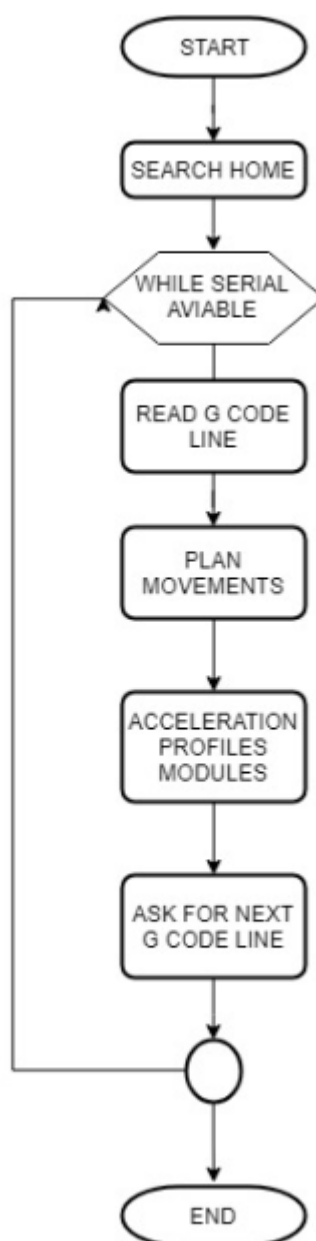 START
SEARCH HOME
WHILE SERIAL
AVIABLE
READ G CODE
LINE
PLAN
MOVEMENTS
ACCELERATION
PROFILES
MODULES
ASK FOR NEXT
G CODE LINE
END